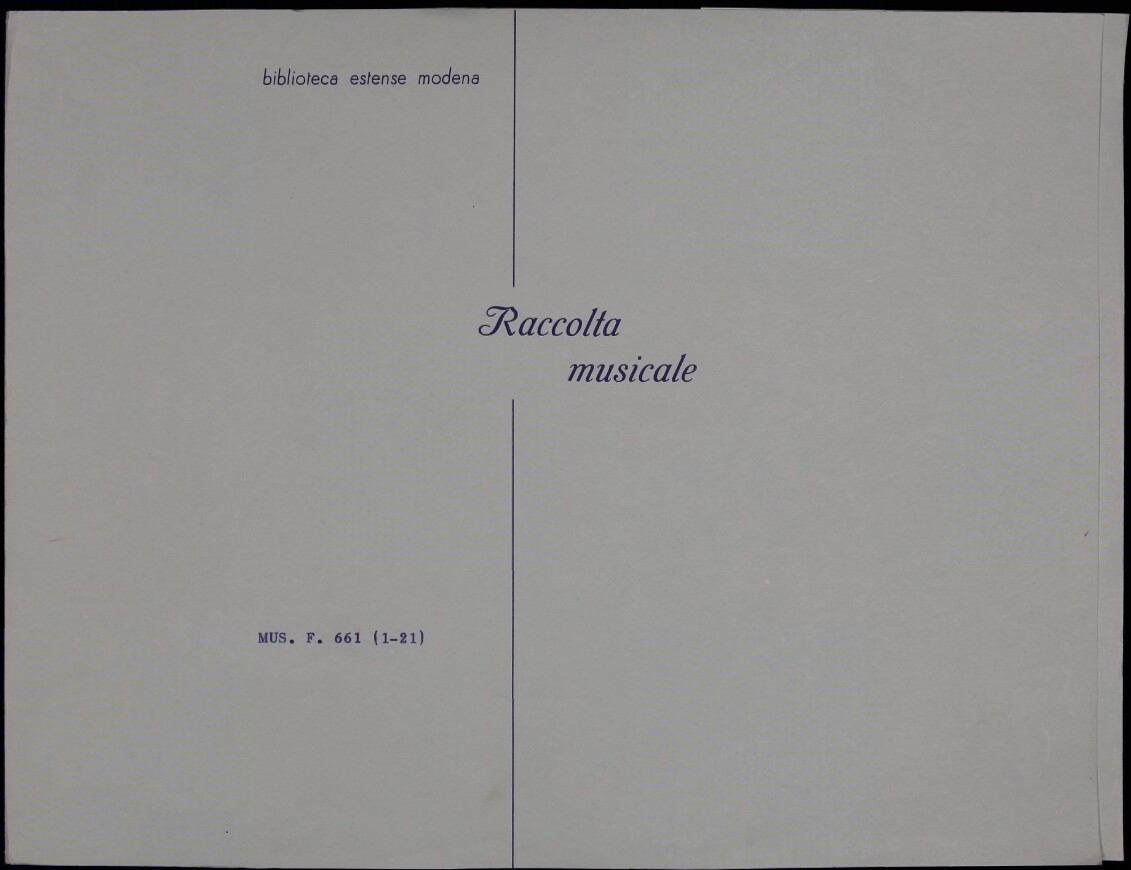 biblioteca estense modena
Raccolta
musicale
MUS. F. 661 (1-21)